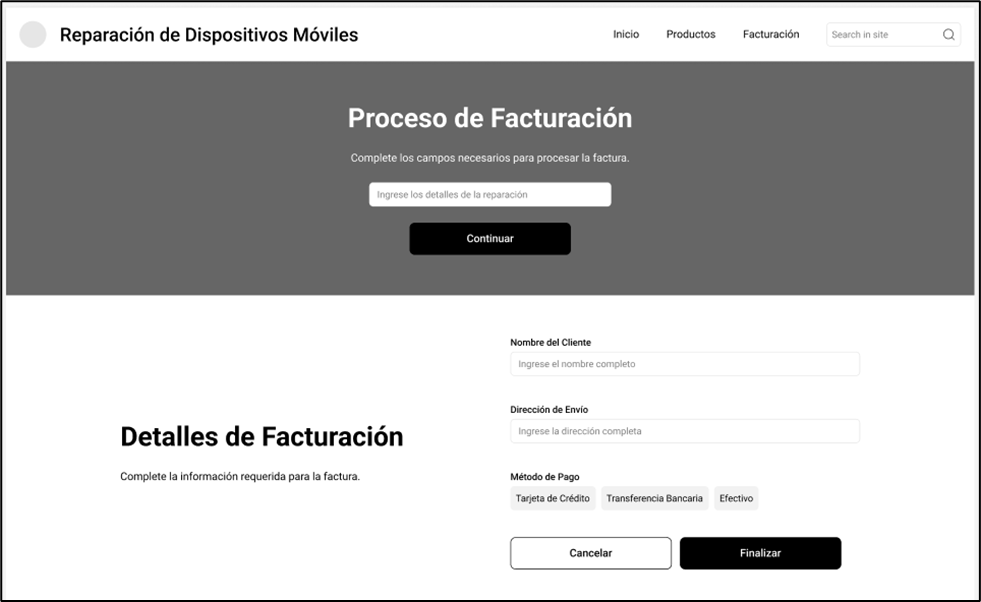 Reparación de Dispositivos Móviles
Inicio
Productos
Facturación
Search in site
Proceso de Facturación
Complete los campos necesarios para procesar la factura.
Ingrese los detalles de la reparación
Continuar
Detalles de Facturación
Complete la información requerida para la factura.
Nombre del Cliente
Ingrese el nombre completo
Dirección de Envío
Ingrese la dirección completa
Método de Pago
Tarjeta de Crédito
Transferencia Bancaria
Efectivo
Cancelar
Finalizar